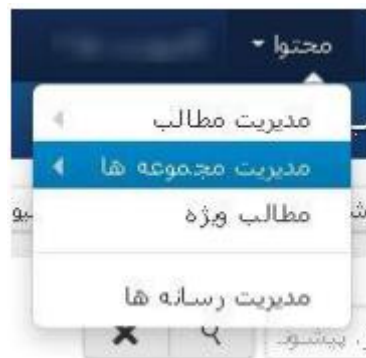 محتوا
مدیریت مطالب
مدیریت مجموعه ها
مطالب ویژه
مدیریت رسانه ها